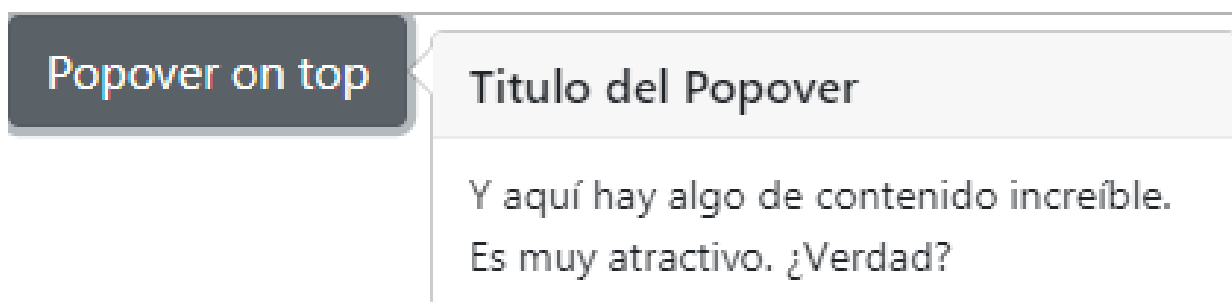 Popover on top
Titulo del Popover
Y aquí hay algo de contenido increíble.
Es muy atractivo. ¿Verdad?